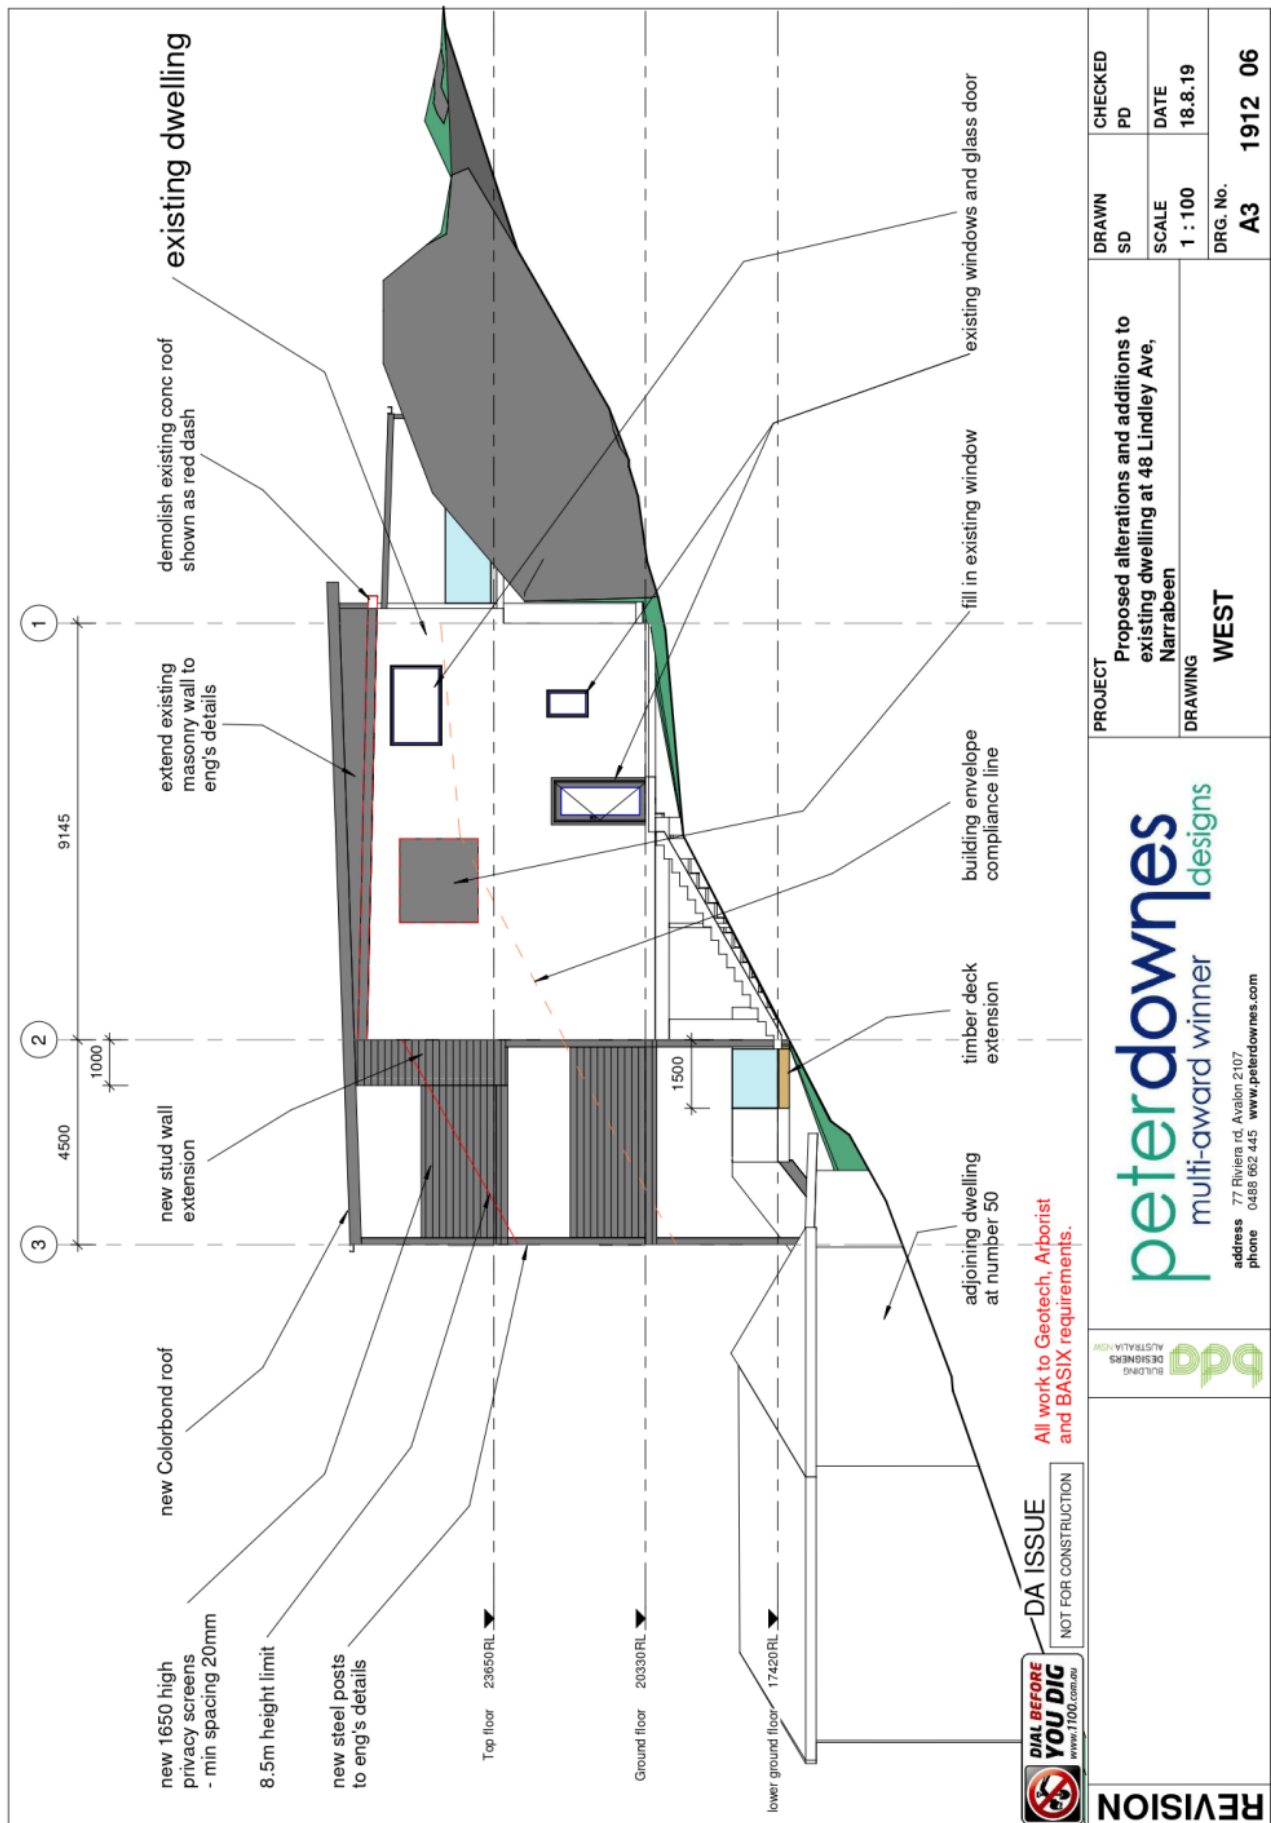 new 1650 high
privacy screens
- min spacing 20mm
8.5m height limit
new steel posts
to eng's details
new Colorbond roof
new stud wall
extension
extend existing
masonry wall to
eng's details
demolish existing conc roof
shown as red dash
existing dwelling
3
2
1
4500
1000
9145
1500
Top floor 23650RL
Ground floor 20330RL
lower ground floor 17420RL
adjoining dwelling
at number 50
timber deck
extension
building envelope
compliance line
fill in existing window
existing windows and glass door
All work to Geotech, Arborist
and BASIX requirements.
DA ISSUE
NOT FOR CONSTRUCTION
DIAL BEFORE
YOU DIG
www.1100.com.au
REVISION
BUILDING
DESIGNERS
AUSTRALIA NSW
bda
peterdownes
multi-award winner designs
address 77 Riviera rd, Avalon 2107
phone 0488 662 445 www.peterdownes.com
PROJECT
Proposed alterations and additions to
existing dwelling at 48 Lindley Ave,
Narrabeen
DRAWING
WEST
DRAWN
SD
CHECKED
PD
SCALE
1 : 100
DATE
18.8.19
DRG. No.
A3 1912 06